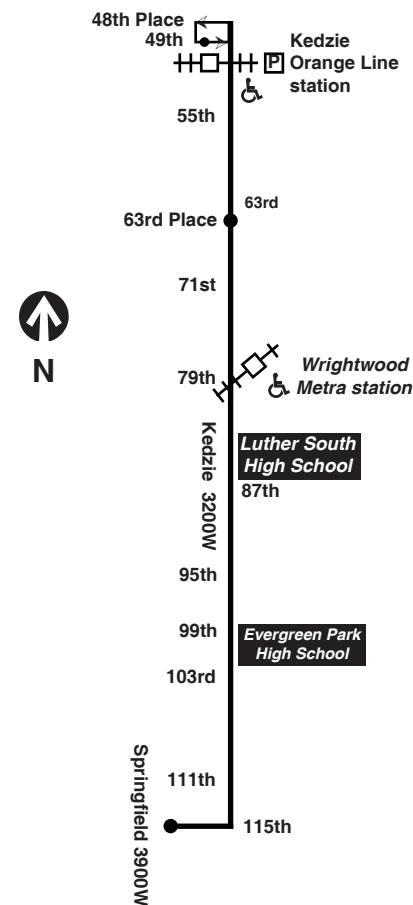 48th Place
49th
Kedzie
P Orange Line
station
55th
63rd
63rd Place
71st
N
79th
Wrightwood
Metra station
Kedzie 3200W
Luther South
High School
87th
95th
99th
Evergreen Park
High School
103rd
111th
Springfield 3900W
115th